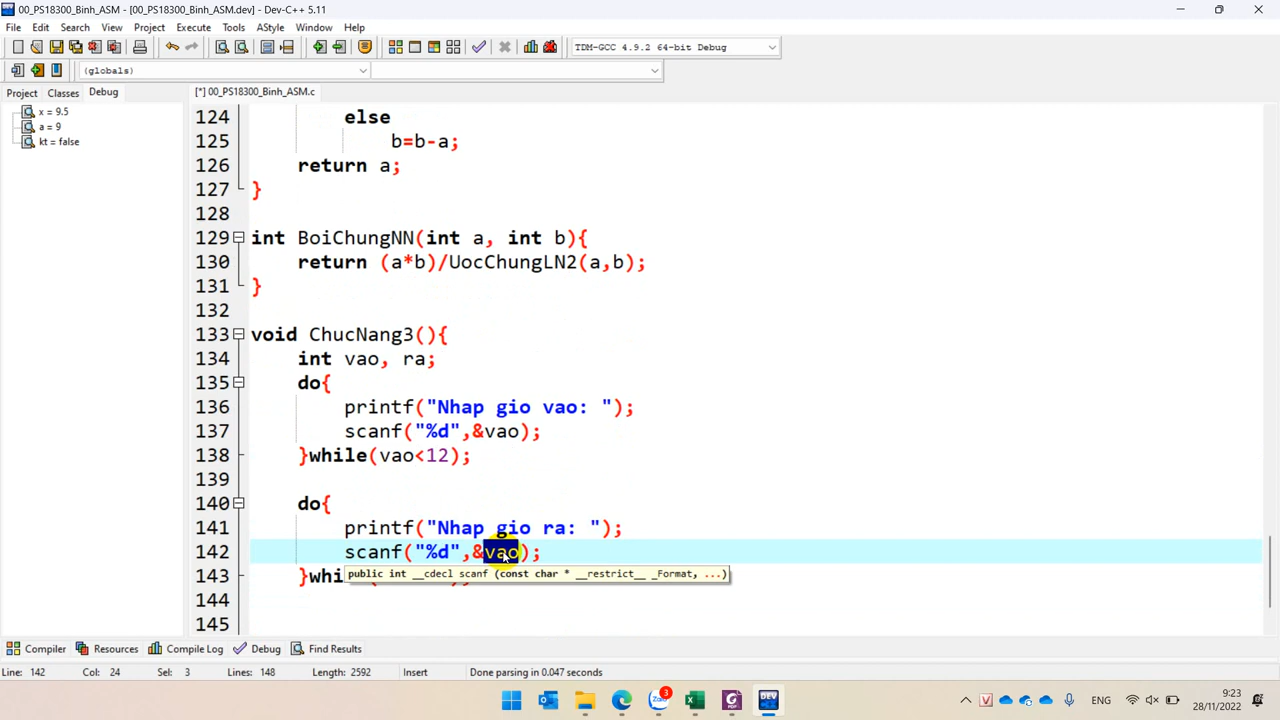 00_PS18300_Binh_ASM - [00_PS18300_Binh_ASM.dev] - Dev-C++ 5.11
File Edit Search View Project Execute Tools AStyle Window Help
TDM-GCC 4.9.2 64-bit Debug
(globals)
Project Classes Debug
[*] 00_PS18300_Binh_ASM.c
x = 9.5
a = 9
kt = false
124 else
125 b=b-a;
126 return a;
127 }
128
129 int BoiChungNN(int a, int b){
130 return (a*b)/UocChungLN2(a,b);
131 }
132
133 void ChucNang3(){
134 int vao, ra;
135 do{
136 printf("Nhap gio vao: ");
137 scanf("%d",&vao);
138 }while(vao<12);
139
140 do{
141 printf("Nhap gio ra: ");
142 scanf("%d",&vao);
public int __cdecl scanf (const char * __restrict__ _Format, ...)
143 }whi
144
145
Compiler Resources Compile Log Debug Find Results
Line: 142 Col: 24 Sel: 3 Lines: 148 Length: 2592 Insert Done parsing in 0.047 seconds
3
DEV
ENG
9:23
28/11/2022